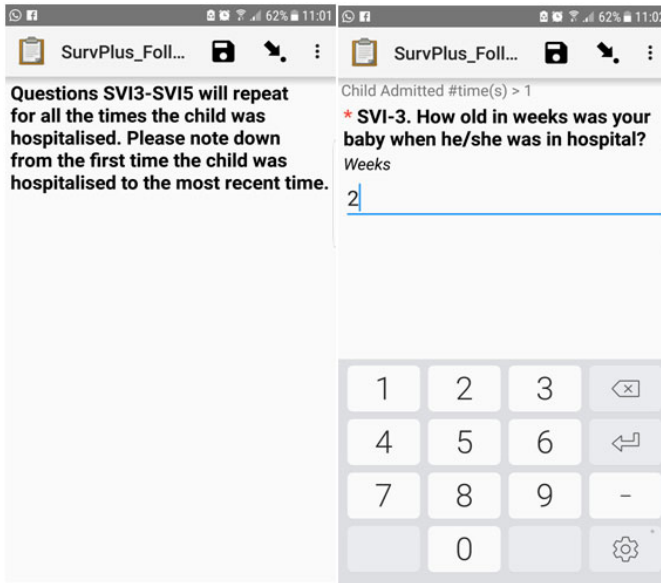 62% 11:01
SurvPlus_Foll...
Questions SVI3-SVI5 will repeat
for all the times the child was
hospitalised. Please note down
from the first time the child was
hospitalised to the most recent time.
62% 11:02
SurvPlus_Foll...
Child Admitted #time(s) > 1
* SVI-3. How old in weeks was your
baby when he/she was in hospital?
Weeks
2
1 2 3
4 5 6
7 8 9 -
0